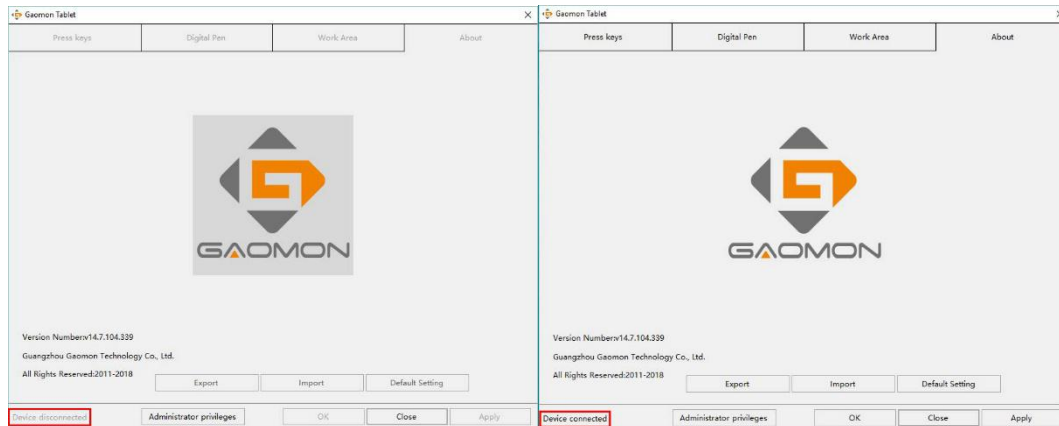 Gaomon Tablet
Press keys Digital Pen Work Area About
GAOMON
Version Number:v14.7.104.339
Guangzhou Gaomon Technology Co., Ltd.
All Rights Reserved:2011-2018
Export Import Default Setting
Device disconnected Administrator privileges OK Close Apply
Gaomon Tablet
Press keys Digital Pen Work Area About
GAOMON
Version Number:v14.7.104.339
Guangzhou Gaomon Technology Co., Ltd.
All Rights Reserved:2011-2018
Export Import Default Setting
Device connected Administrator privileges OK Close Apply